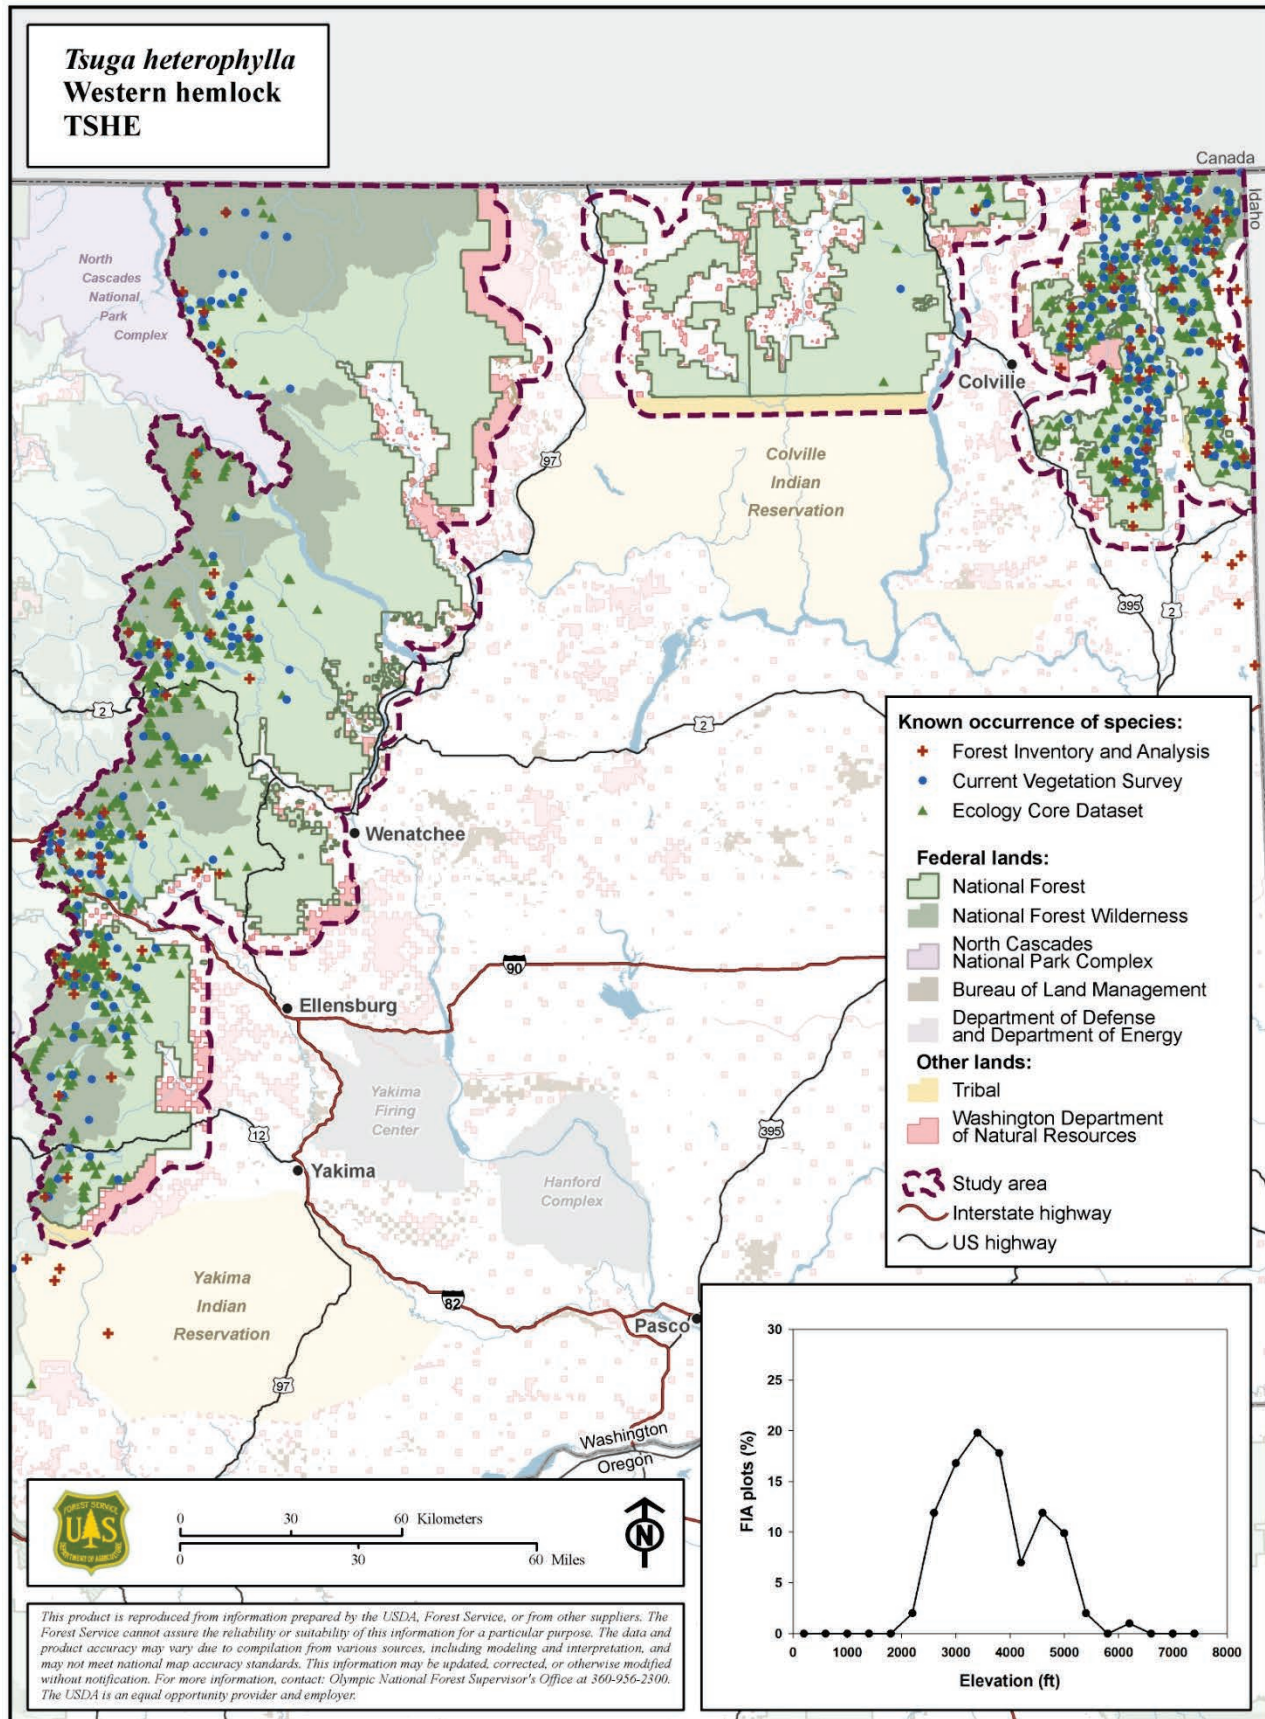 Tsuga heterophylla
Western hemlock
TSHE
Canada
Idaho
North
Cascades
National
Park
Complex
97
Colville
Colville
Indian
Reservation
395
2
2
2
Wenatchee
90
Ellensburg
Yakima
Firing
Center
12
395
Yakima
Hanford
Complex
Yakima
Indian
Reservation
82
Pasco
97
Washington
Oregon
Known occurrence of species:
Forest Inventory and Analysis
Current Vegetation Survey
Ecology Core Dataset
Federal lands:
National Forest
National Forest Wilderness
North Cascades
National Park Complex
Bureau of Land Management
Department of Defense
and Department of Energy
Other lands:
Tribal
Washington Department
of Natural Resources
Study area
Interstate highway
US highway
FOREST SERVICE
U S
DEPARTMENT OF AGRICULTURE
0 30 60 Kilometers
0 30 60 Miles
N
This product is reproduced from information prepared by the USDA, Forest Service, or from other suppliers. The
Forest Service cannot assure the reliability or suitability of this information for a particular purpose. The data and
product accuracy may vary due to compilation from various sources, including modeling and interpretation, and
may not meet national map accuracy standards. This information may be updated, corrected, or otherwise modified
without notification. For more information, contact: Olympic National Forest Supervisor's Office at 360-956-2300.
The USDA is an equal opportunity provider and employer.
30
25
20
15
10
5
0
FIA plots (%)
0 1000 2000 3000 4000 5000 6000 7000 8000
Elevation (ft)